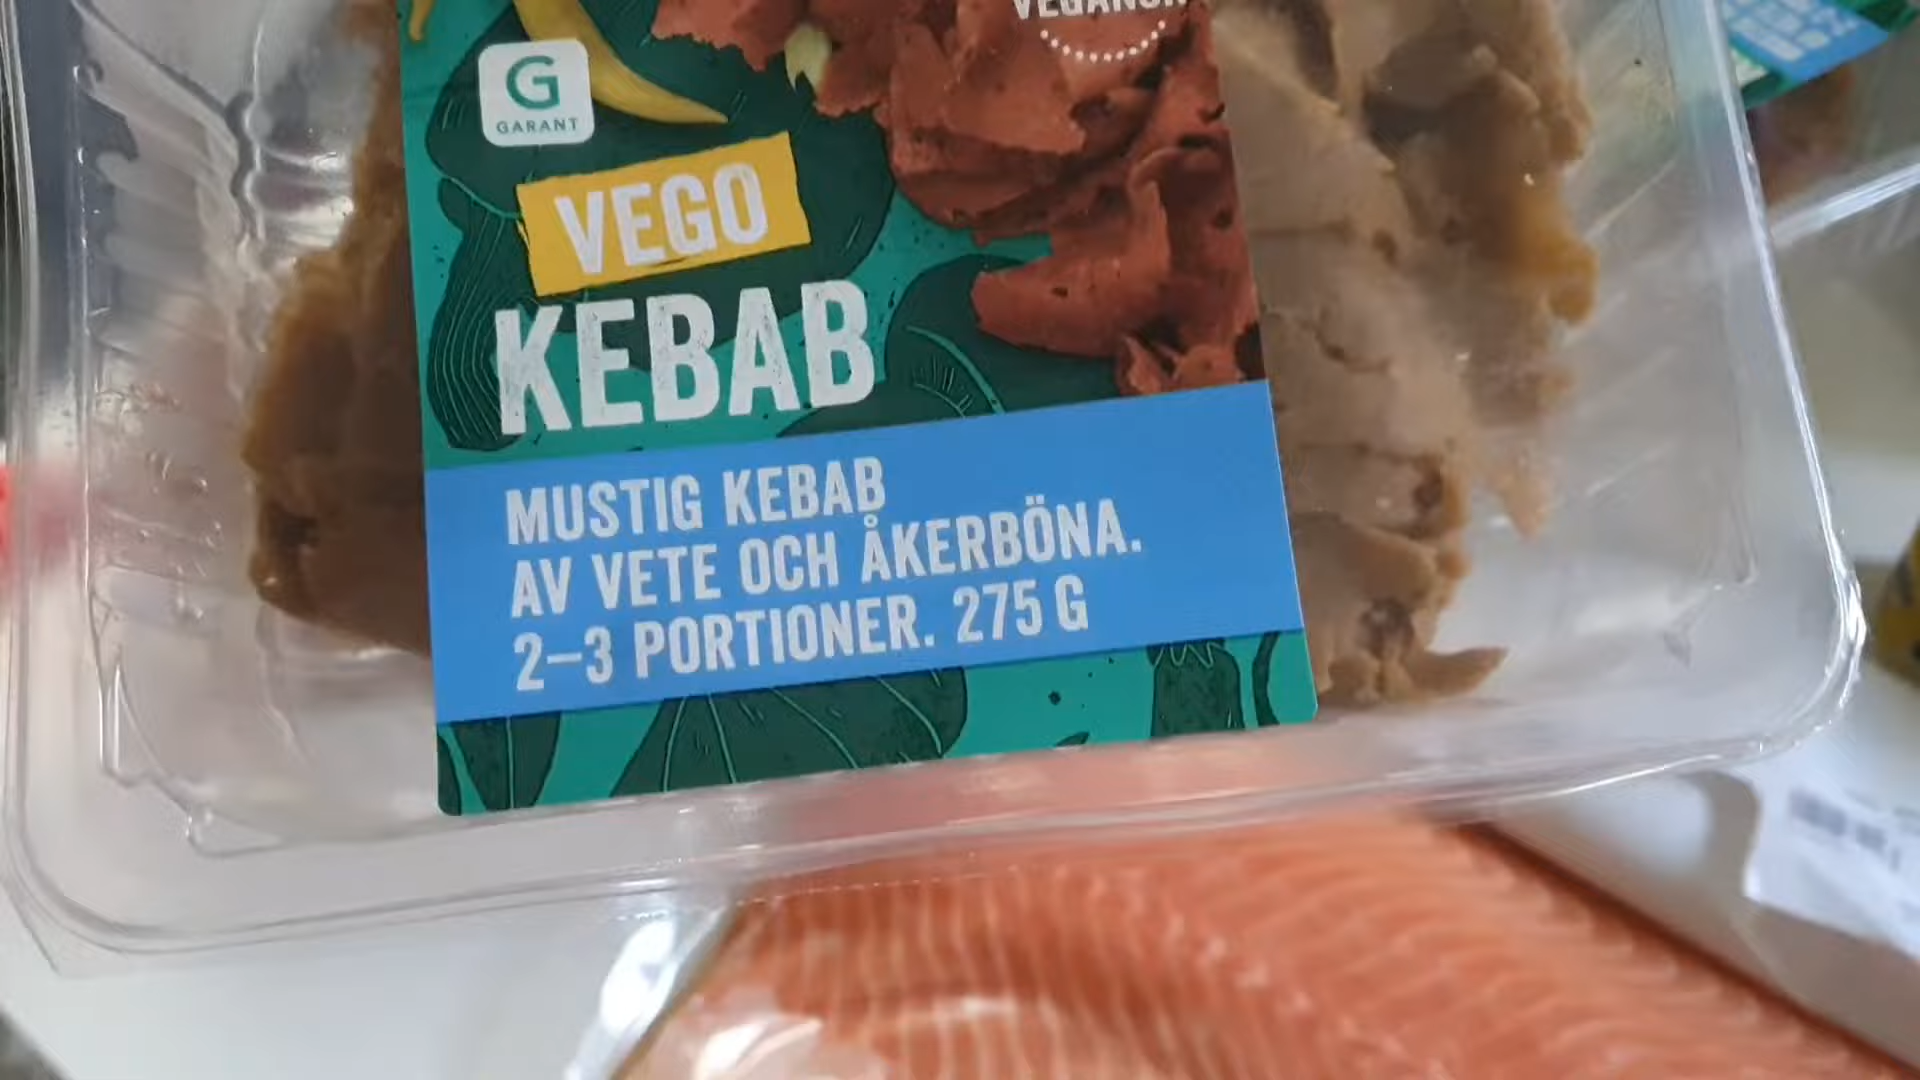 G
GARANT
VEGO
KEBAB
MUSTIG KEBAB
AV VETE OCH ÅKERBÖNA.
2–3 PORTIONER. 275 G